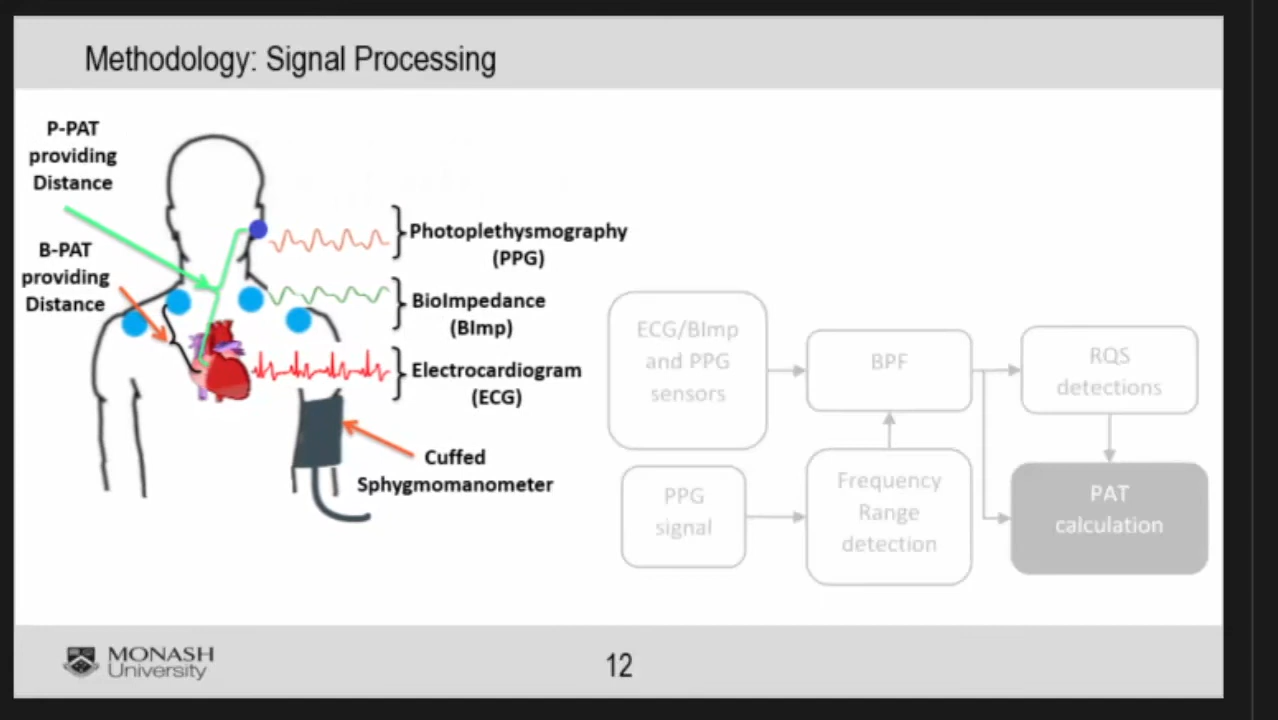 Methodology: Signal Processing
P-PAT
providing
Distance
B-PAT
providing
Distance
Photoplethysmography
(PPG)
BioImpedance
(BImp)
Electrocardiogram
(ECG)
Cuffed
Sphygmomanometer
ECG/BImp
and PPG
sensors
BPF
RQS
detections
PPG
signal
Frequency
Range
detection
PAT
calculation
MONASH
University
12